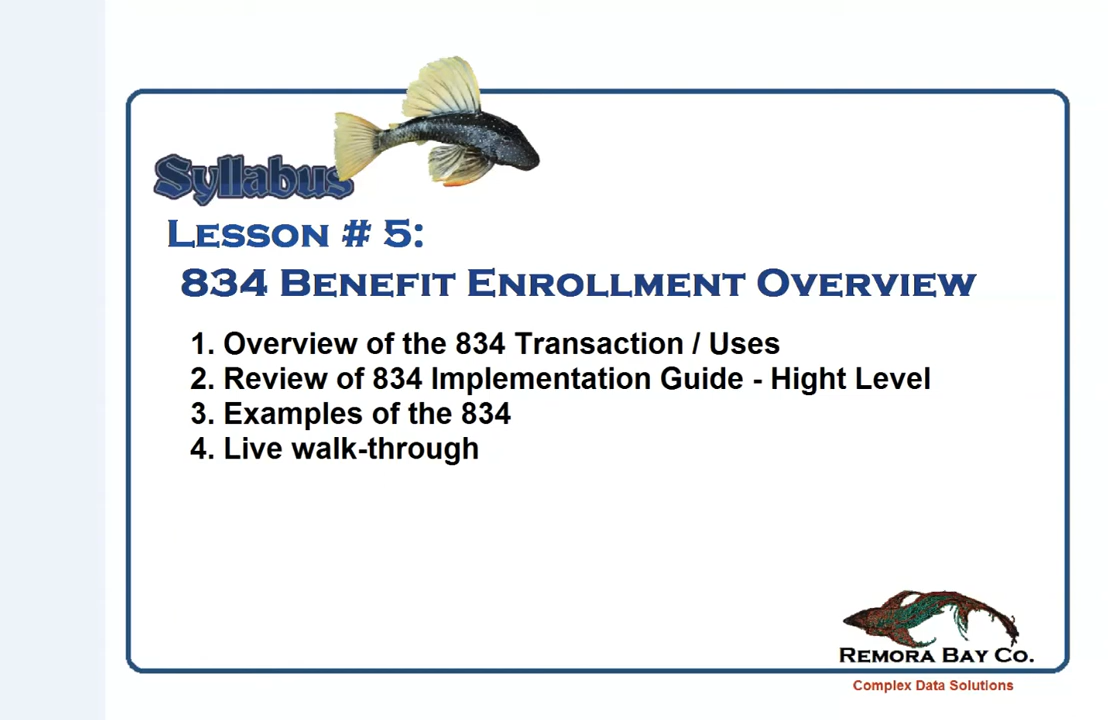 Syllabus
Lesson # 5:
834 Benefit Enrollment Overview
1. Overview of the 834 Transaction / Uses
2. Review of 834 Implementation Guide - Hight Level
3. Examples of the 834
4. Live walk-through
Remora Bay Co.
Complex Data Solutions